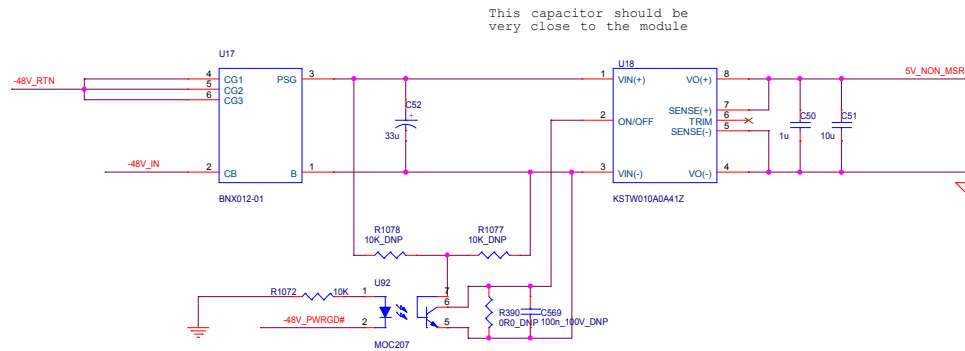 This capacitor should be
very close to the module
U17
U18
-48V_RTN
4
5
6
CG1
CG2
CG3
PSG
3
1
VIN(+)
VO(+)
8
5V_NON_MSR
C52
+
33u
2
ON/OFF
SENSE(+)
7
TRIM
6
SENSE(-)
5
C50
1u
C51
10u
-48V_IN
2
CB
B
1
3
VIN(-)
VO(-)
4
BNX012-01
KSTW010A0A41Z
R1078
10K_DNP
R1077
10K_DNP
U92
R1072
10K
1
7
6
-48V_PWRGD#
2
5
R390
0R0_DNP
C569
100n_100V_DNP
MOC207